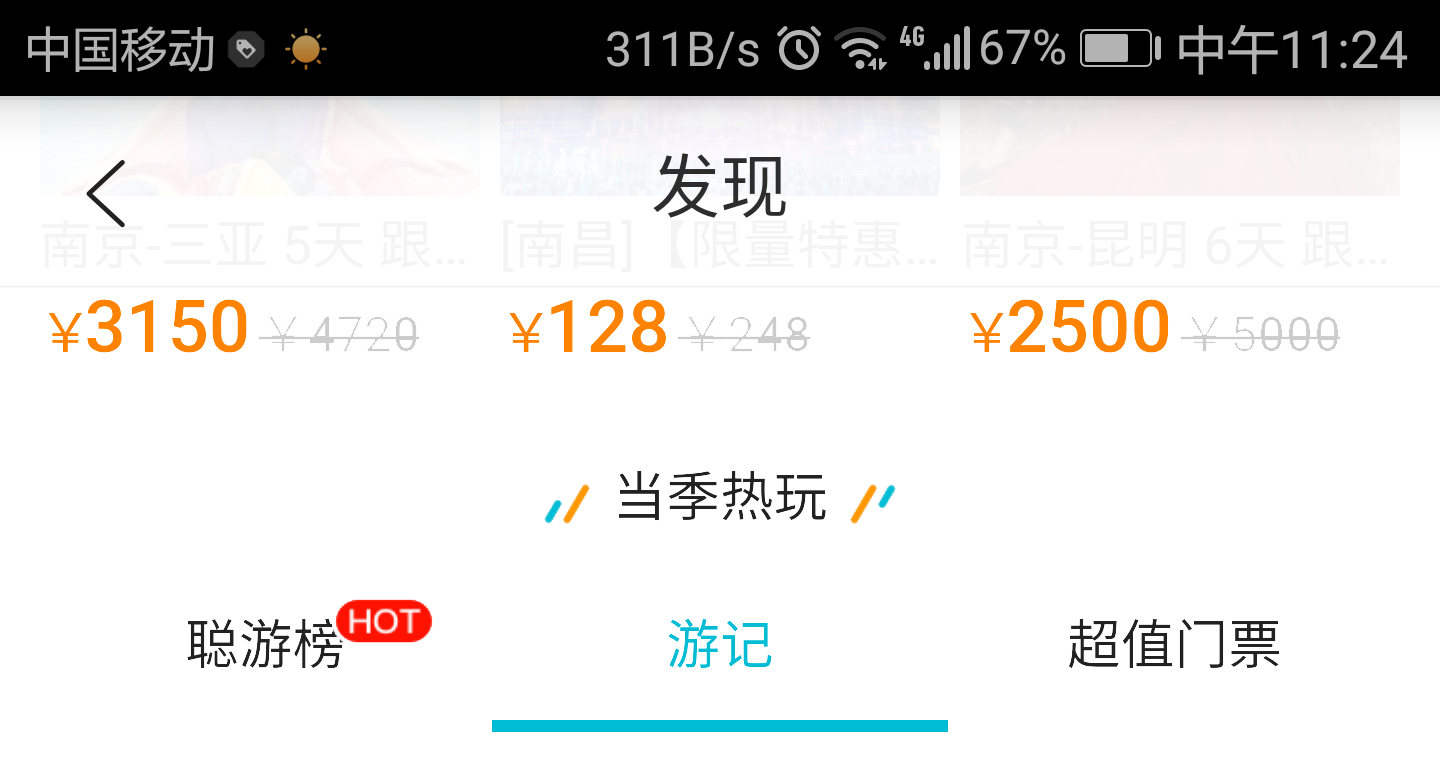 中国移动 311B/s 4G 67% 中午11:24
发现
南京-三亚 5天 跟... [南昌]【限量特惠... 南京-昆明 6天 跟...
¥3150 ¥4720 ¥128 ¥248 ¥2500 ¥5000
当季热玩
聪游榜 HOT 游记 超值门票